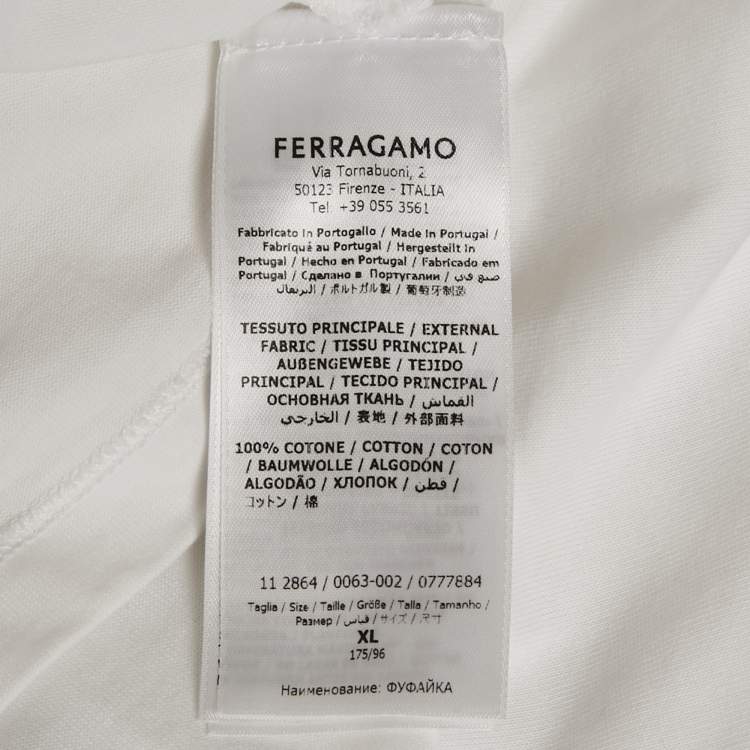 FERRAGAMO
Via Tornabuoni, 2
50123 Firenze - ITALIA
Tel. +39 055 3561
Fabbricato in Portogallo / Made in Portugal /
Fabriqué au Portugal / Hergestellt in
Portugal / Hecho en Portugal / Fabricado em
Portugal / Сделано в Португалии / صنع في
البرتغال / ポルトガル製 / 葡萄牙制造
TESSUTO PRINCIPALE / EXTERNAL
FABRIC / TISSU PRINCIPAL /
AUßENGEWEBE / TEJIDO
PRINCIPAL / TECIDO PRINCIPAL /
ОСНОВНАЯ ТКАНЬ / القماش
الخارجي / 表地 / 外部面料
100% COTONE / COTTON / COTON
/ BAUMWOLLE / ALGODÓN /
ALGODÃO / ХЛОПОК / قطن /
コットン / 棉
11 2864 / 0063-002 / 0777884
Taglia / Size / Taille / Größe / Talla / Tamanho /
Размер / قياس / サイズ / 尺寸
XL
175/96
Наименование: ФУФАЙКА